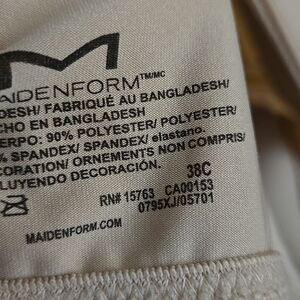 M
MAIDENFORM™/MC
DESH/ FABRIQUÉ AU BANGLADESH/
CHO EN BANGLADESH
ERPO: 90% POLYESTER/ POLYESTER/
% SPANDEX/ SPANDEX/ elastano.
CORATION/ ORNEMENTS NON COMPRIS/
LUYENDO DECORACIÓN.
38C
RN# 15763 CA00153
0795XJ/05701
MAIDENFORM.COM